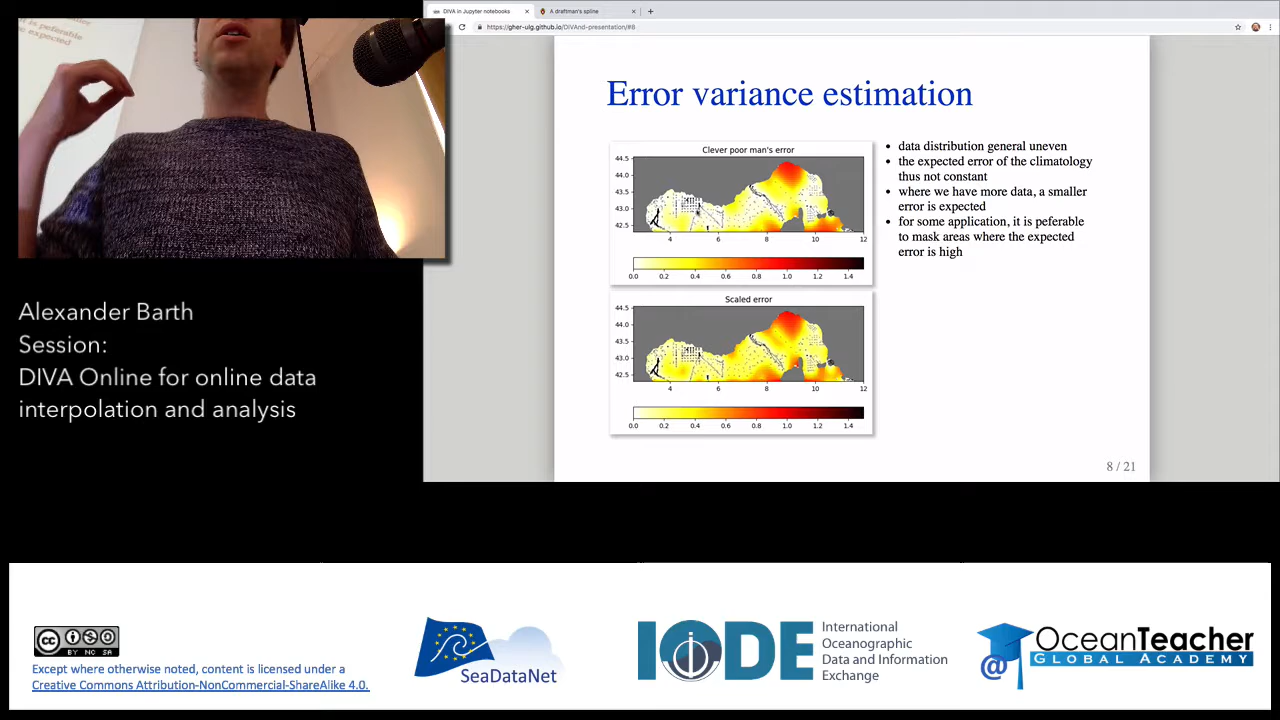 DIVA in Jupyter notebooks
A draftman's spline
https://gher-ulg.github.io/DIVAnd-presentation/#8
is peferable
expected
Error variance estimation
Clever poor man's error
44.5
44.0
43.5
43.0
42.5
4 6 8 10 12
0.0 0.2 0.4 0.6 0.8 1.0 1.2 1.4
Scaled error
44.5
44.0
43.5
43.0
42.5
4 6 8 10 12
0.0 0.2 0.4 0.6 0.8 1.0 1.2 1.4
• data distribution general uneven
• the expected error of the climatology
thus not constant
• where we have more data, a smaller
error is expected
• for some application, it is peferable
to mask areas where the expected
error is high
8 / 21
Alexander Barth
Session:
DIVA Online for online data
interpolation and analysis
cc
BY NC SA
Except where otherwise noted, content is licensed under a
Creative Commons Attribution-NonCommercial-ShareAlike 4.0.
SeaDataNet
IODE
International
Oceanographic
Data and Information
Exchange
@
OceanTeacher
GLOBAL ACADEMY